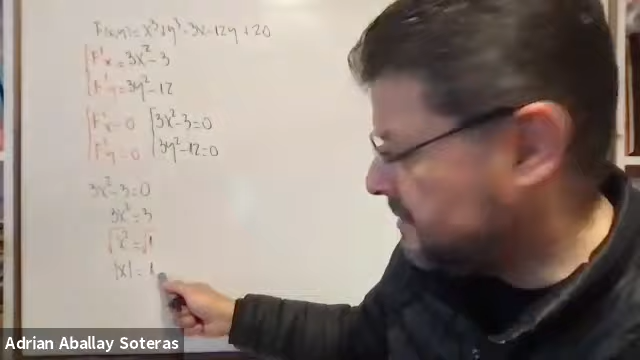 F(x,y)= x³+y³-3x-12y+20
F'x=3x²-3
F'y=3y²-12
F'x=0 3x²-3=0
F'y=0 3y²-12=0
3x²-3=0
3x²=3
√x²=√1
|x|=1
Adrian Aballay Soteras